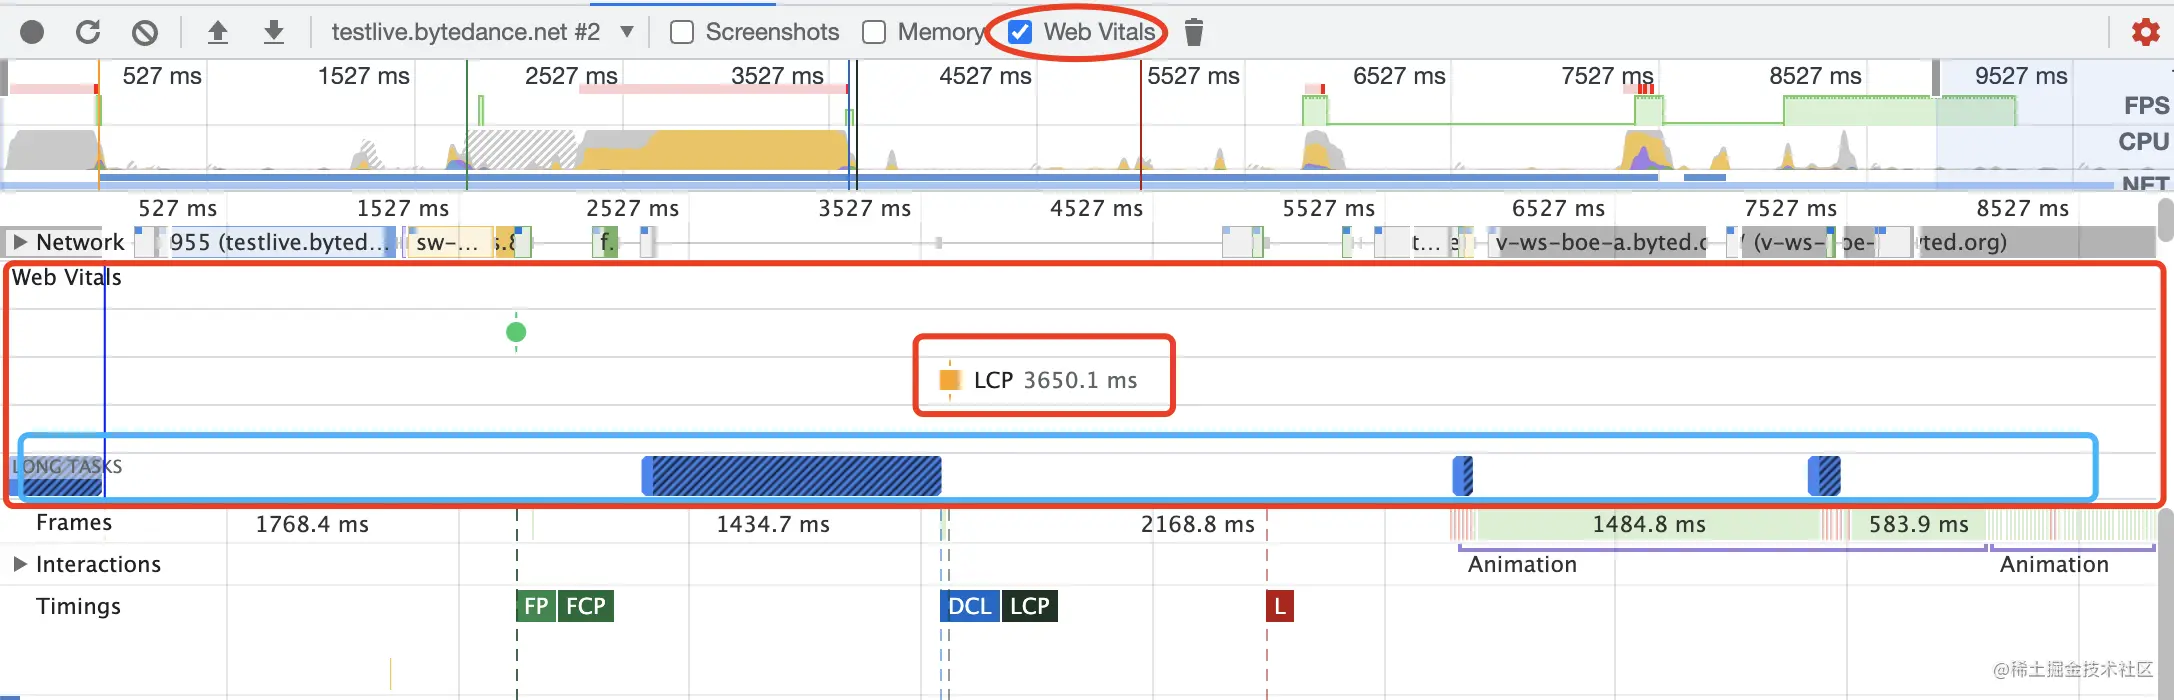 testlive.bytedance.net #2 ▼ Screenshots Memory Web Vitals
527 ms 1527 ms 2527 ms 3527 ms 4527 ms 5527 ms 6527 ms 7527 ms 8527 ms 9527 ms
FPS
CPU
NET
527 ms 1527 ms 2527 ms 3527 ms 4527 ms 5527 ms 6527 ms 7527 ms 8527 ms
Network 955 (testlive.byted... sw-... s.8 f. t... e v-ws-boe-a.byted.o (v-ws- oe- yted.org)
Web Vitals
LCP 3650.1 ms
LONG TASKS
Frames 1768.4 ms 1434.7 ms 2168.8 ms 1484.8 ms 583.9 ms
Interactions Animation Animation
Timings FP FCP DCL LCP L
@稀土掘金技术社区